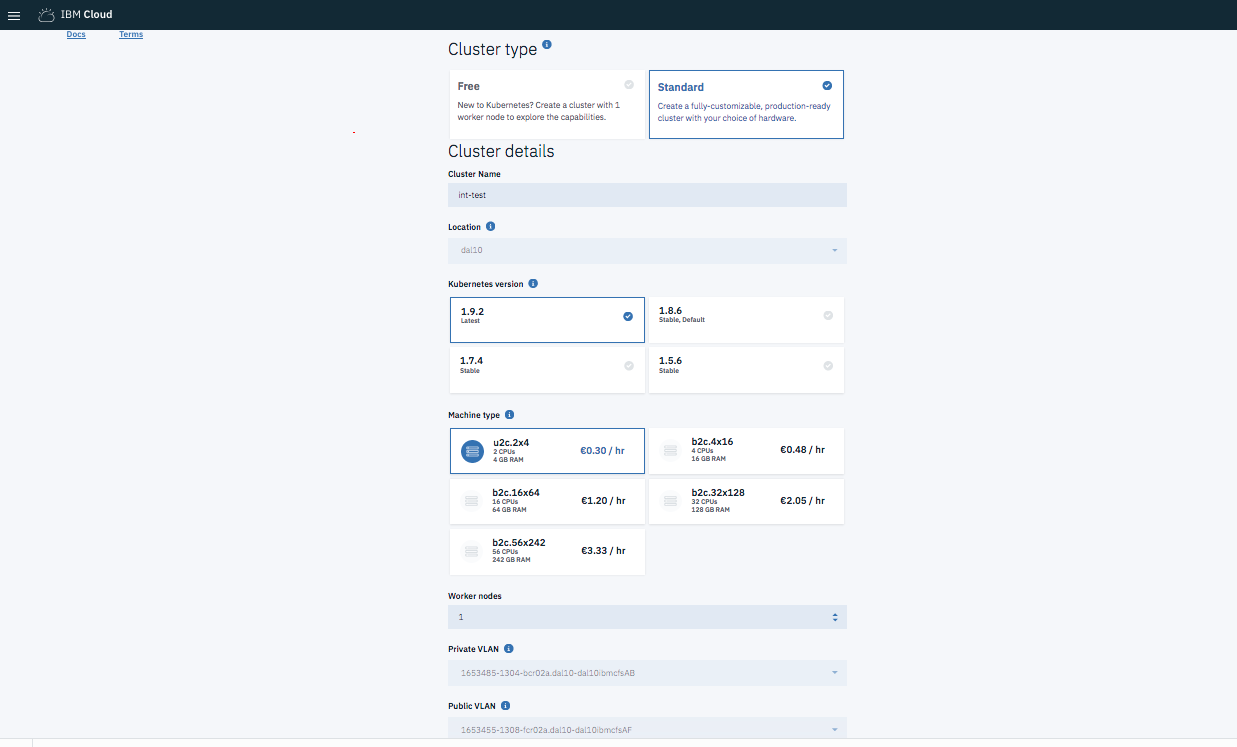 IBM Cloud
Docs
Terms
Cluster type
Free
New to Kubernetes? Create a cluster with 1
worker node to explore the capabilities.
Standard
Create a fully-customizable, production-ready
cluster with your choice of hardware.
Cluster details
Cluster Name
int-test
Location
dal10
Kubernetes version
1.9.2
Latest
1.8.6
Stable, Default
1.7.4
Stable
1.5.6
Stable
Machine type
u2c.2x4
2 CPUs
4 GB RAM
€0.30 / hr
b2c.4x16
4 CPUs
16 GB RAM
€0.48 / hr
b2c.16x64
16 CPUs
64 GB RAM
€1.20 / hr
b2c.32x128
32 CPUs
128 GB RAM
€2.05 / hr
b2c.56x242
56 CPUs
242 GB RAM
€3.33 / hr
Worker nodes
1
Private VLAN
1653485-1304-bcr02a.dal10-dal10ibmcfsAB
Public VLAN
1653455-1308-fcr02a.dal10-dal10ibmcfsAF